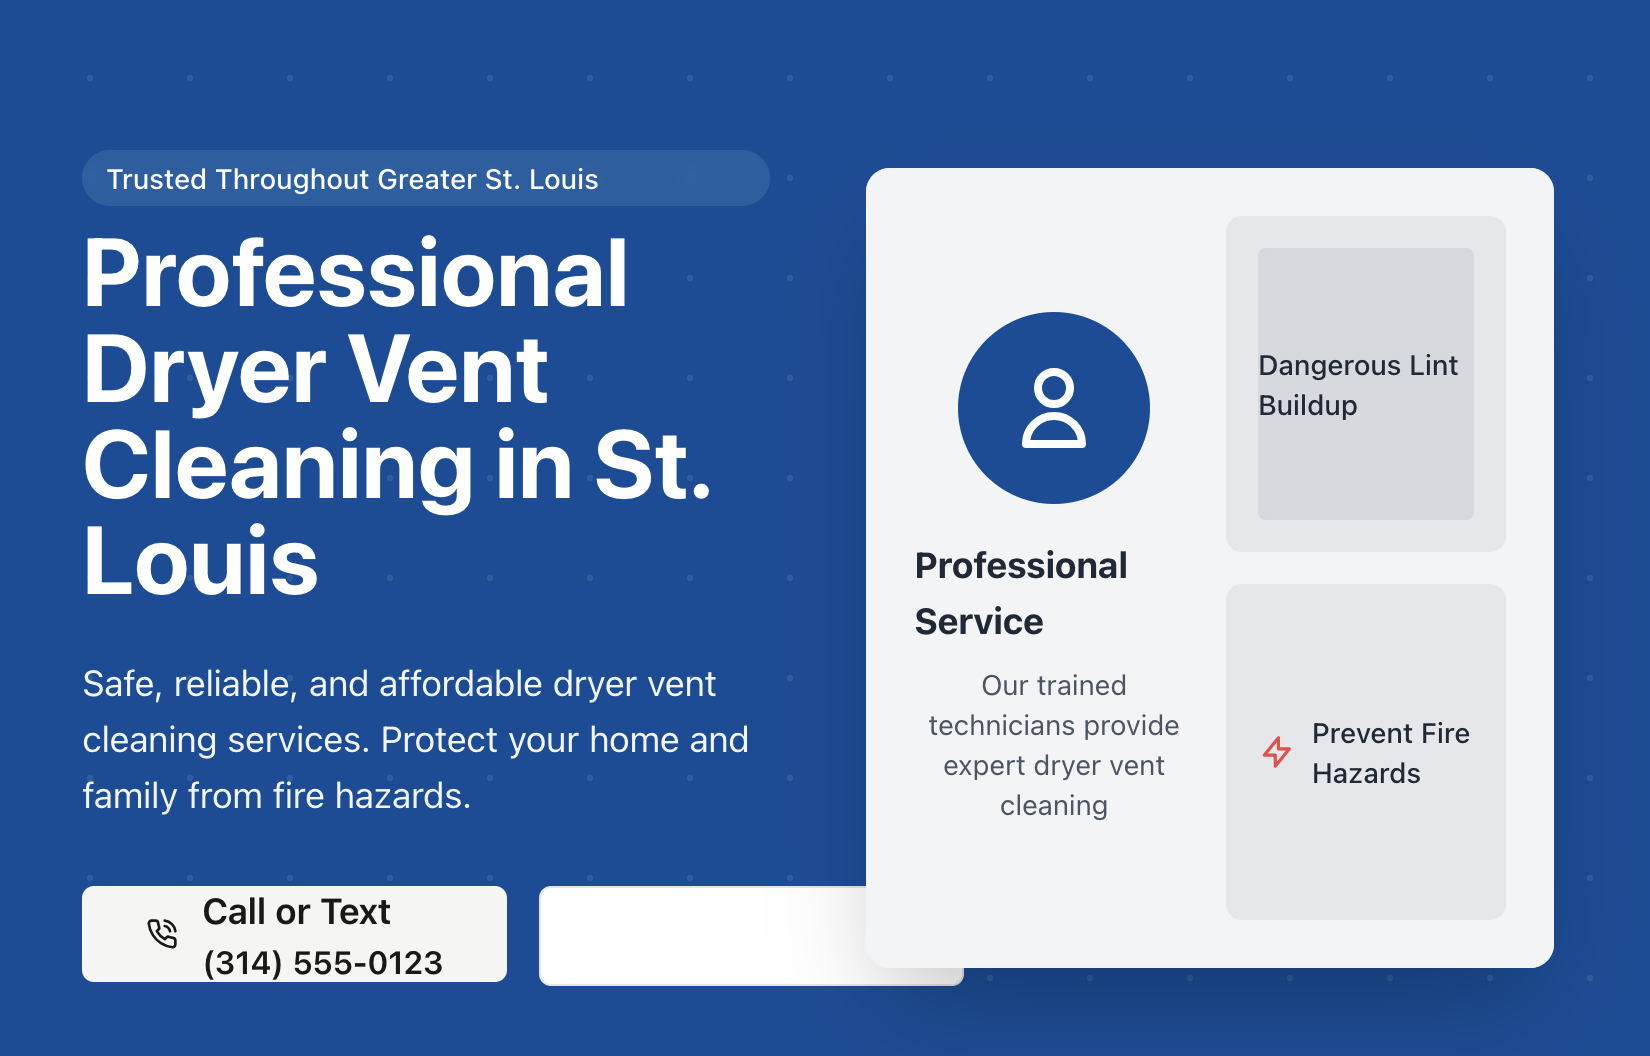 Trusted Throughout Greater St. Louis
Professional
Dryer Vent
Cleaning in St.
Louis
Safe, reliable, and affordable dryer vent
cleaning services. Protect your home and
family from fire hazards.
Call or Text
(314) 555-0123
Professional
Service
Our trained
technicians provide
expert dryer vent
cleaning
Dangerous Lint
Buildup
Prevent Fire
Hazards